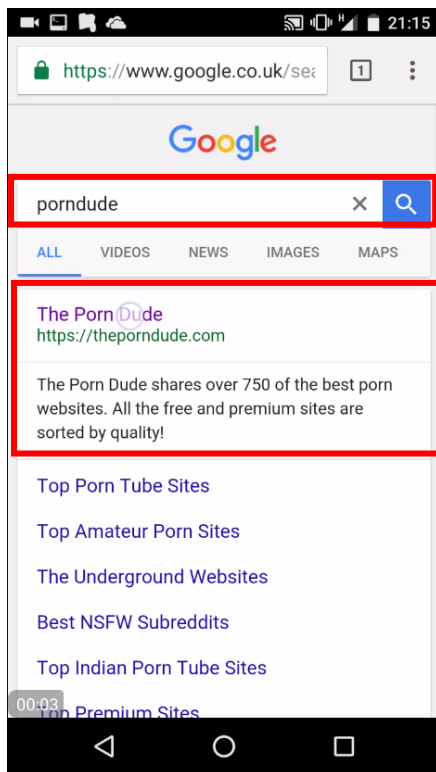 21:15
https://www.google.co.uk/sea
1
Google
porndude
ALL VIDEOS NEWS IMAGES MAPS
The Porn Dude
https://theporndude.com
The Porn Dude shares over 750 of the best porn
websites. All the free and premium sites are
sorted by quality!
Top Porn Tube Sites
Top Amateur Porn Sites
The Underground Websites
Best NSFW Subreddits
Top Indian Porn Tube Sites
00:03
Top Premium Sites